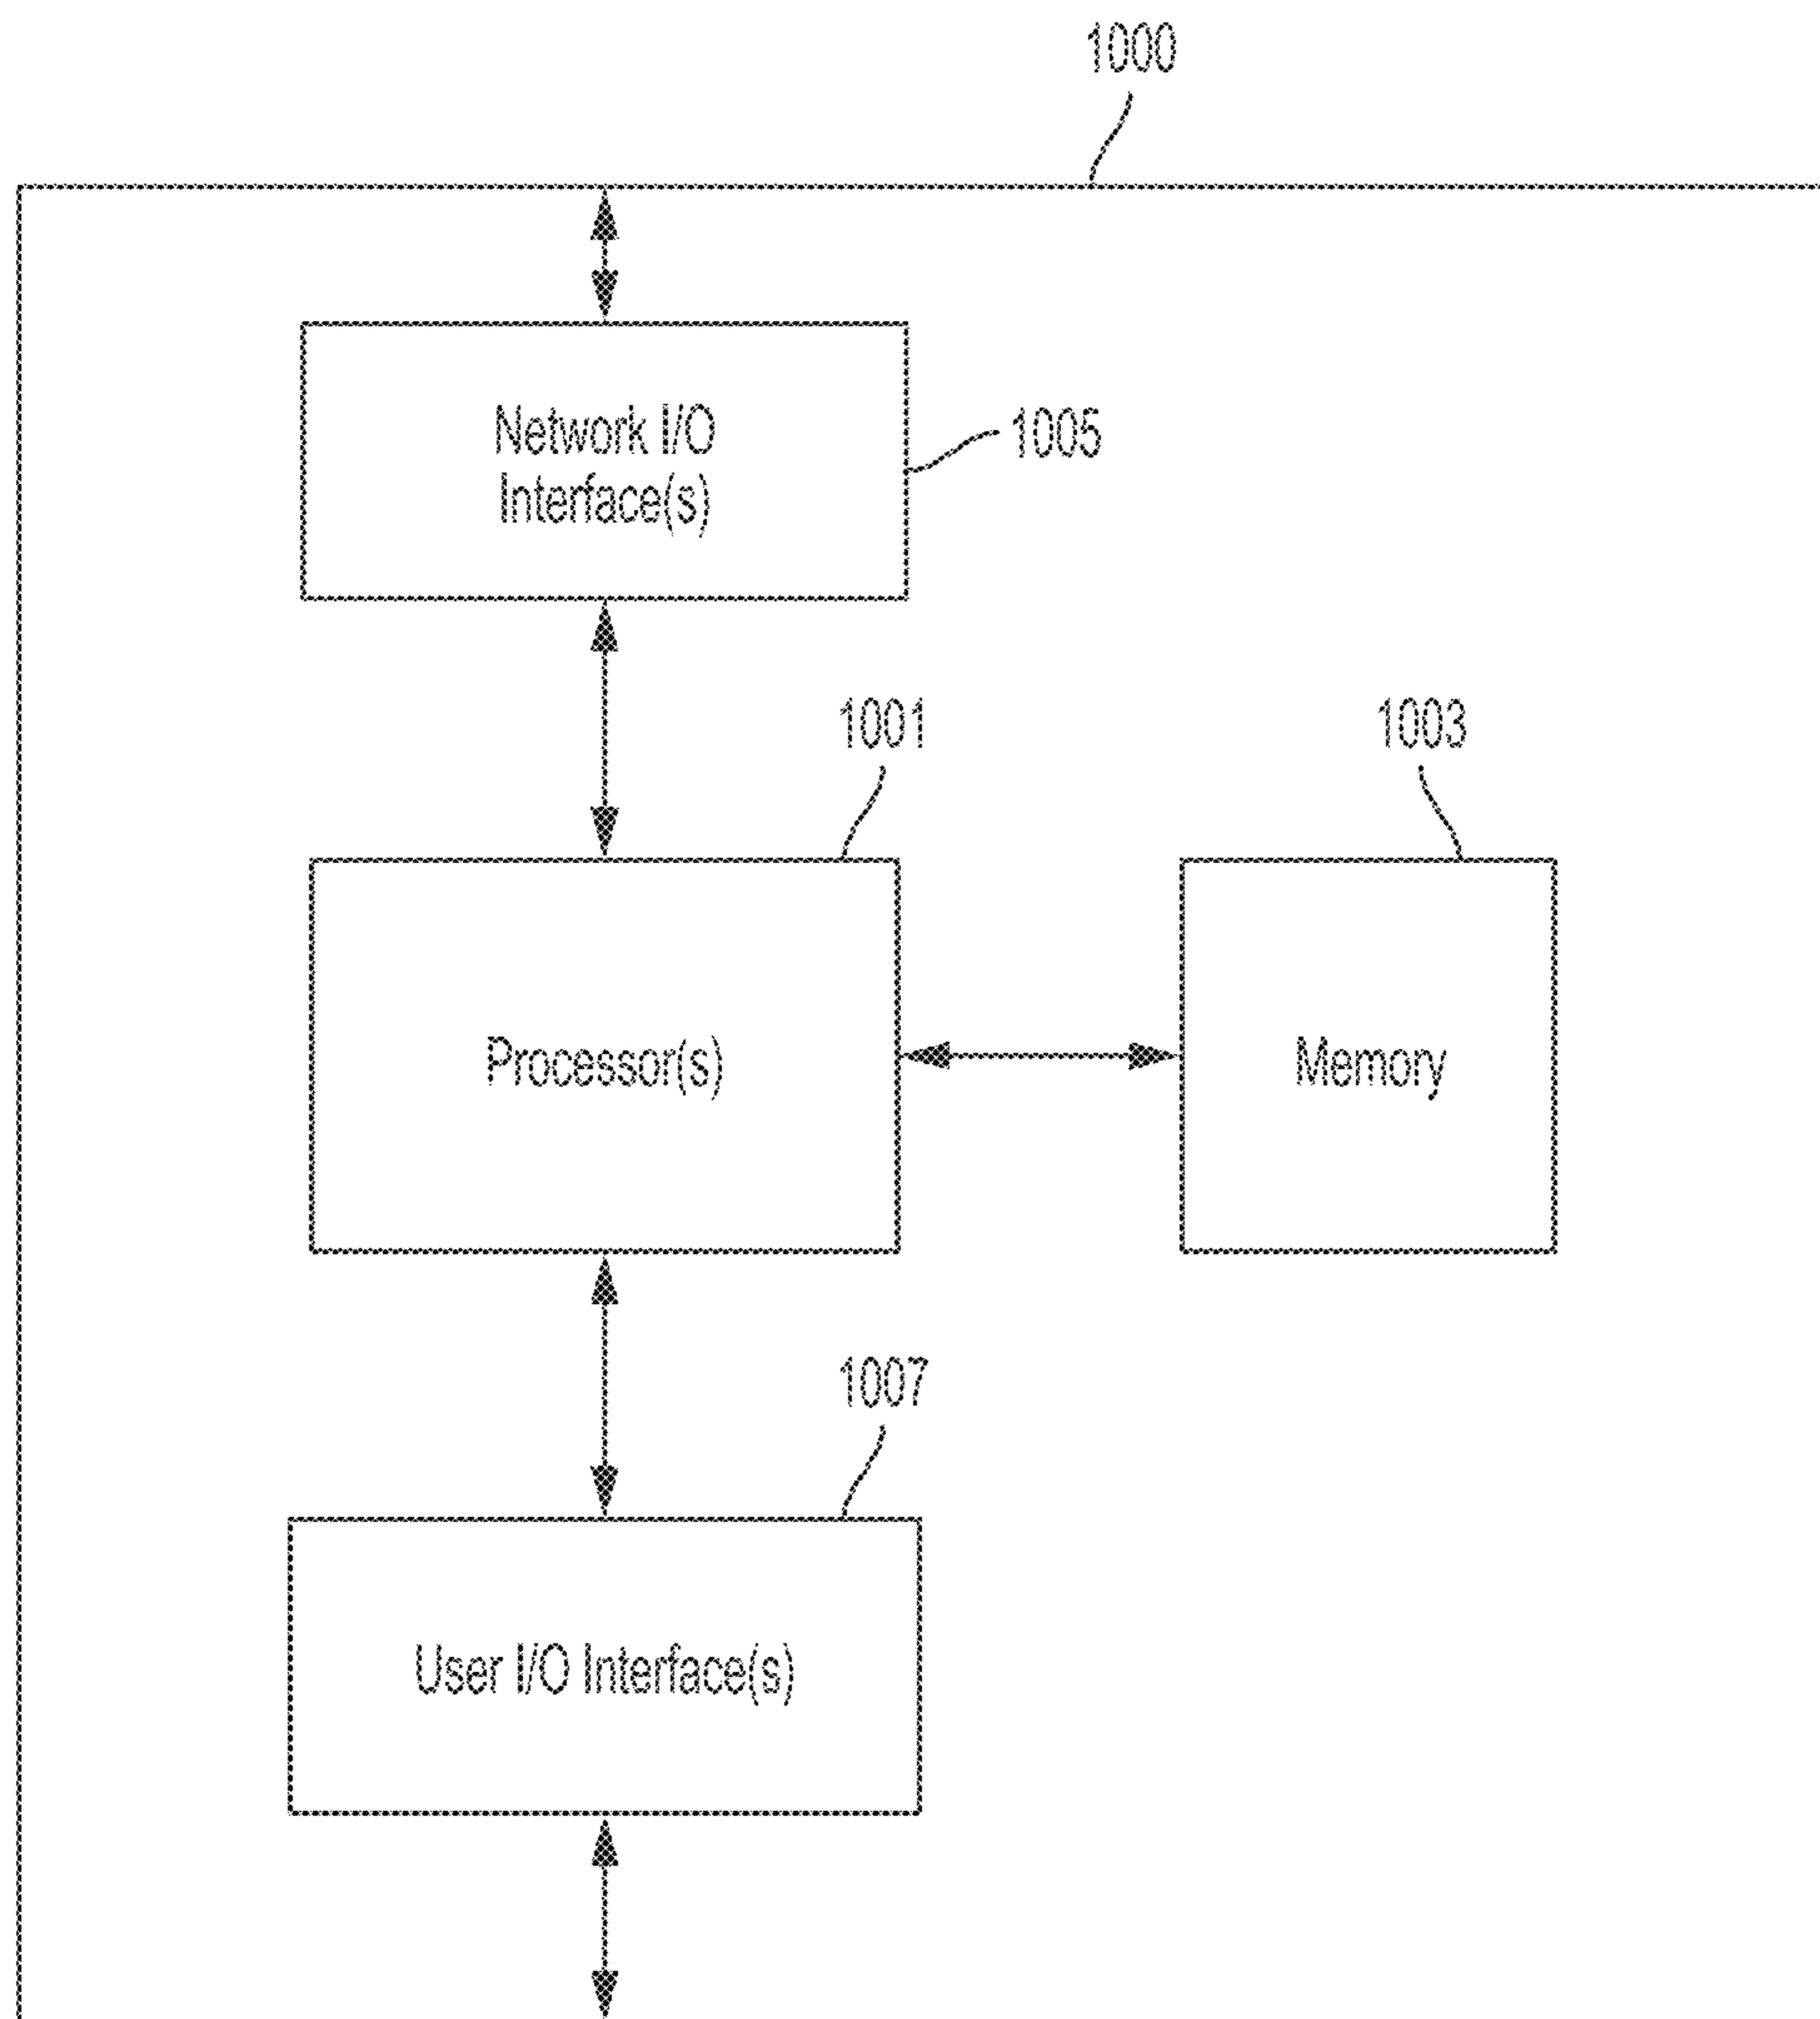 1000
Network I/O
Interface(s)
1005
1001
1003
Processor(s)
Memory
1007
User I/O Interface(s)